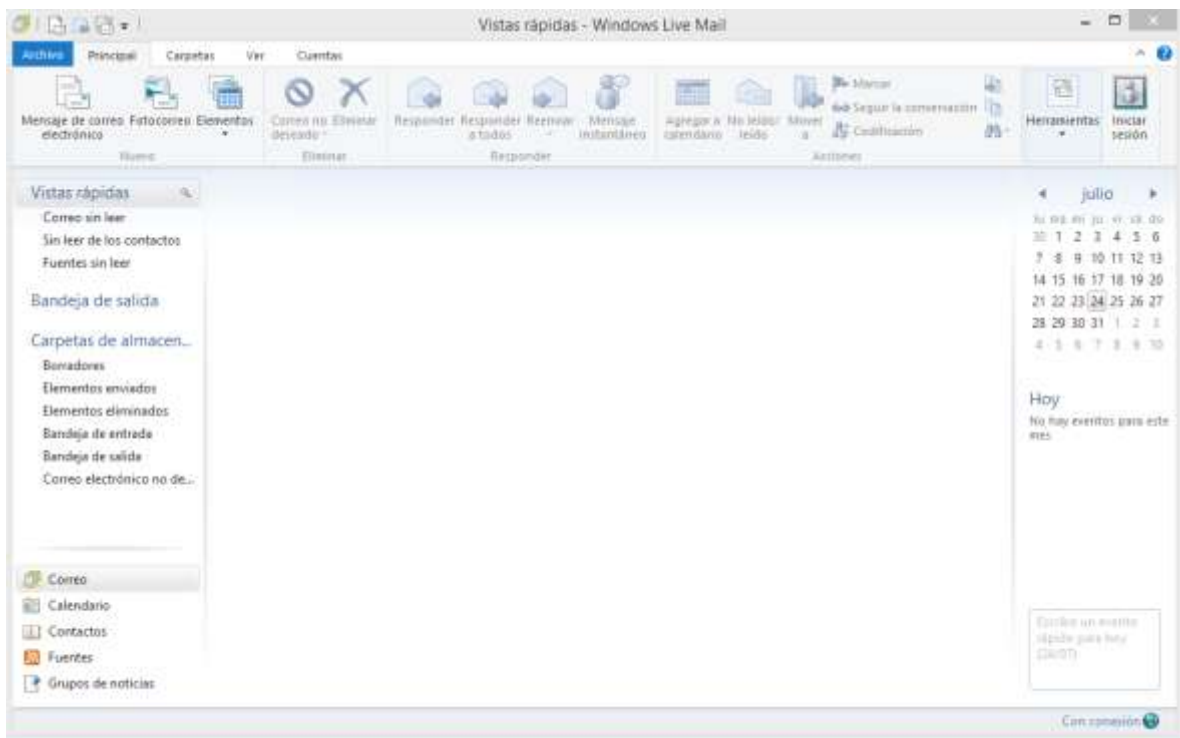 Vistas rápidas - Windows Live Mail
Archivo Principal Carpetas Ver Cuentas
Mensaje de correo electrónico
Fotocorreo
Elementos
Correo no deseado
Eliminar
Responder
Responder a todos
Reenviar
Mensaje instantáneo
Agregar a calendario
No leído/ leído
Mover a
Marcar
Seguir la conversación
Codificación
Herramientas
Iniciar sesión
Nuevo Eliminar Responder Acciones
Vistas rápidas
Correo sin leer
Sin leer de los contactos
Fuentes sin leer
Bandeja de salida
Carpetas de almacen...
Borradores
Elementos enviados
Elementos eliminados
Bandeja de entrada
Bandeja de salida
Correo electrónico no de...
Correo
Calendario
Contactos
Fuentes
Grupos de noticias
julio
lu ma mi ju vi sá do
30 1 2 3 4 5 6
7 8 9 10 11 12 13
14 15 16 17 18 19 20
21 22 23 24 25 26 27
28 29 30 31 1 2 3
4 5 6 7 8 9 10
Hoy
No hay eventos para este
mes
Escribe un evento
rápido para hoy
(24/07)
Con conexión